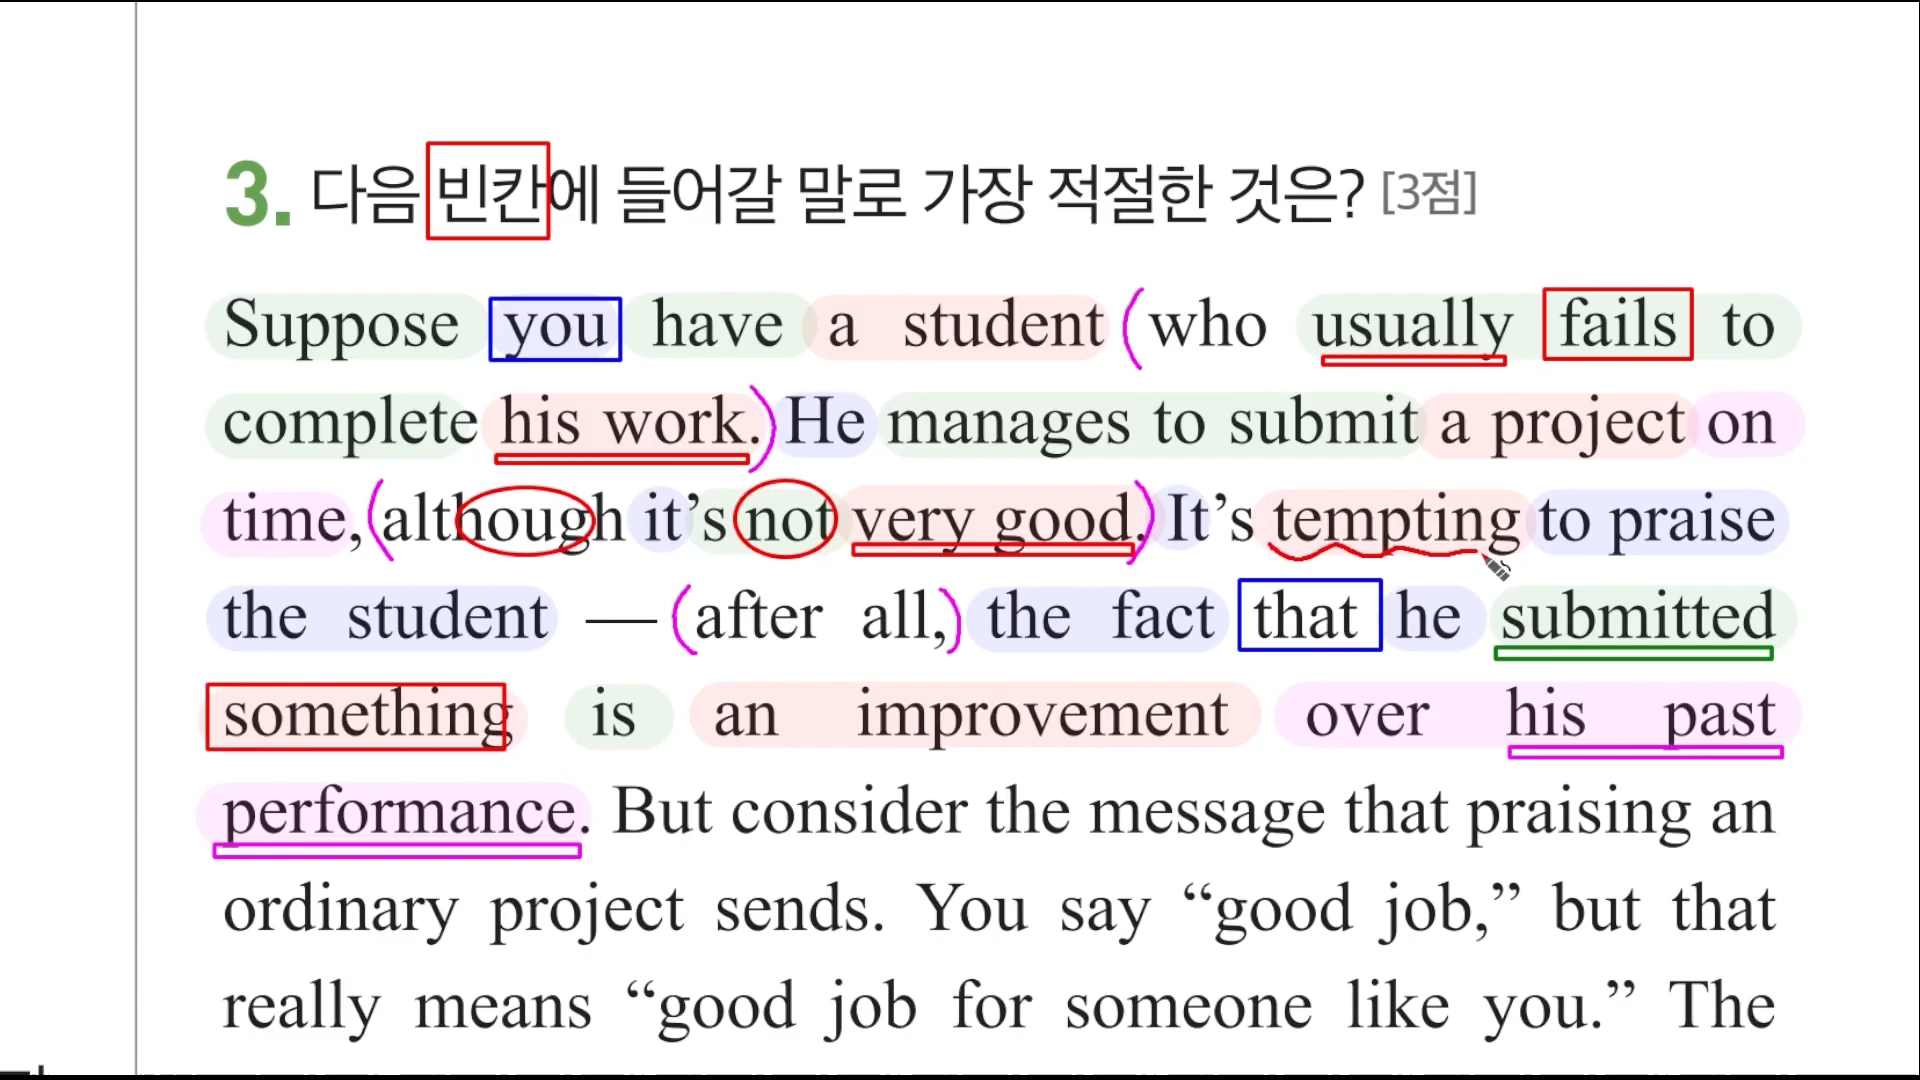 3. 다음 빈칸에 들어갈 말로 가장 적절한 것은? [3점]
Suppose you have a student (who usually fails to
complete his work.) He manages to submit a project on
time, (although it’s not very good.) It’s tempting to praise
the student — (after all,) the fact that he submitted
something is an improvement over his past
performance. But consider the message that praising an
ordinary project sends. You say “good job,” but that
really means “good job for someone like you.” The